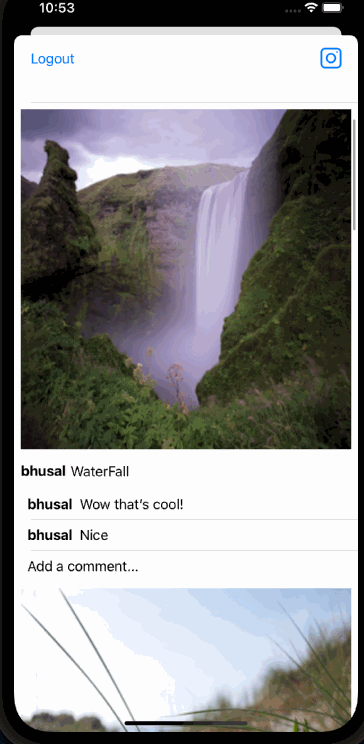 10:53
Logout
bhusal WaterFall
bhusal Wow that's cool!
bhusal Nice
Add a comment...